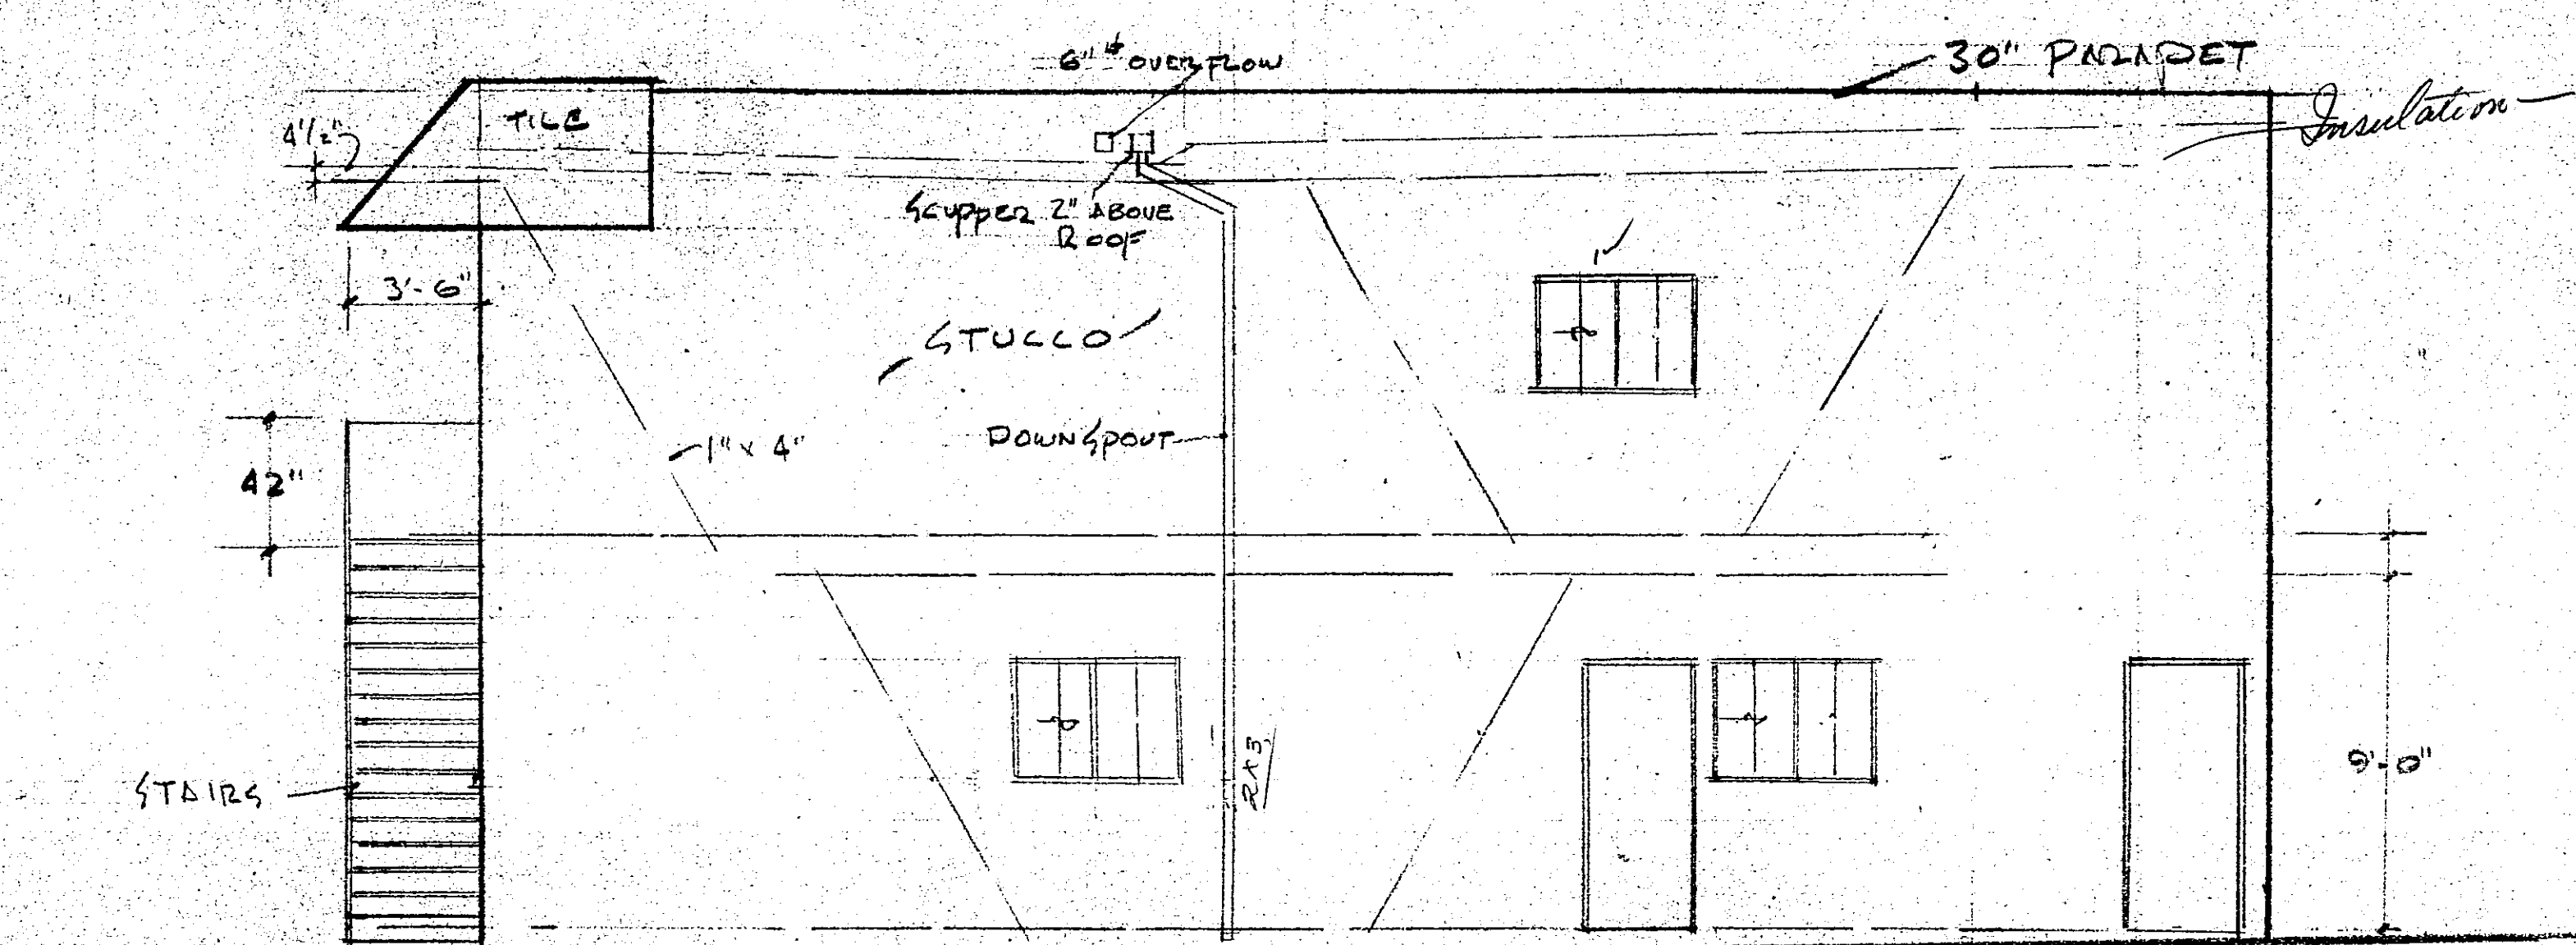 6" OVERFLOW
30" PARAPET
Insulation
TILE
4 1/2"
SCUPPER 2" ABOVE
ROOF
3'-6"
STUCCO
1" x 4"
DOWNSPOUT
42"
2x3
STAIRS
9'-0"